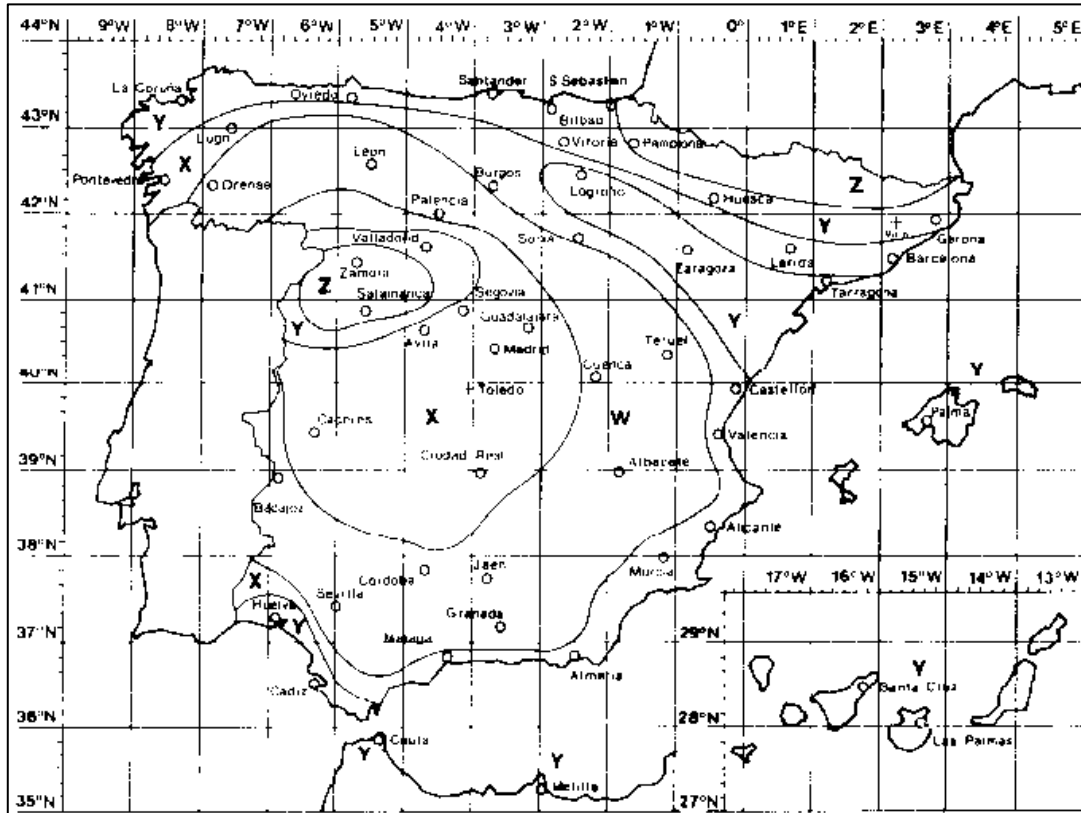 44°N 9°W 8°W 7°W 6°W 5°W 4°W 3°W 2°W 1°W 0° 1°E 2°E 3°E 4°E 5°E
La Coruña Oviedo Santander S. Sebastien
43°N Y Lugo Bilbao
León Vitoria Pamplona
X Pontevedra Orense Burgos Logroño Z
42°N Palencia Huesca Y
Valladolid Soria Gerona
Zamora Zaragoza Lerida Barcelona
41°N Z Salamanca Segovia Tarragona
Y Avila Guadalajara Teruel Y
Madrid Cuenca
40°N Toledo Castellón Y
Caceres X W Palma
Valencia
39°N Ciudad Real Albacete
Badajoz
Alicante
38°N Murcia
X Cordoba Jaen 17°W 16°W 15°W 14°W 13°W
Huelva Sevilla
37°N Y Granada 29°N
Malaga Almeria Y
Cadiz Santa Cruz
36°N Y 28°N
Ceuta Las Palmas
Y Y Melilla
35°N 27°N